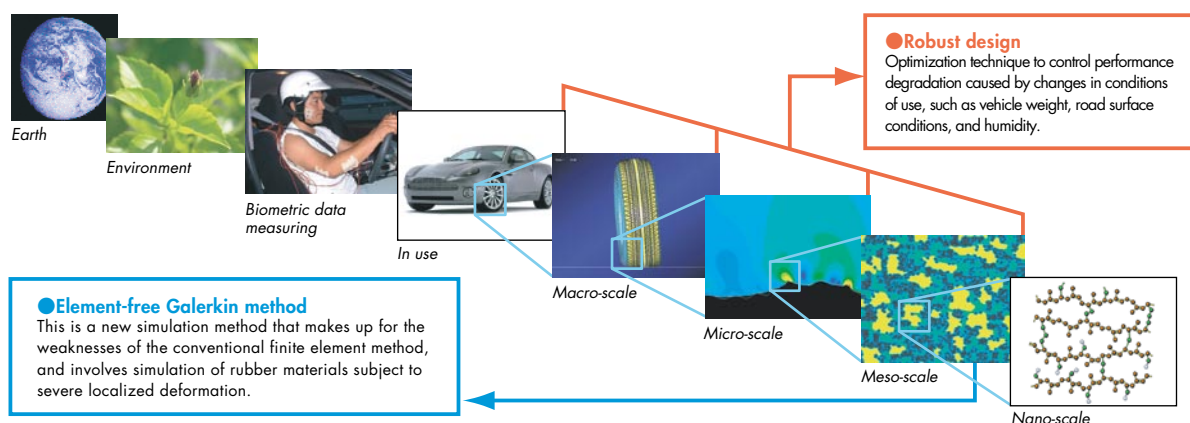 Earth
Environment
Biometric data
measuring
In use
Macro-scale
Micro-scale
Meso-scale
Nano-scale
●Robust design
Optimization technique to control performance
degradation caused by changes in conditions
of use, such as vehicle weight, road surface
conditions, and humidity.
●Element-free Galerkin method
This is a new simulation method that makes up for the
weaknesses of the conventional finite element method,
and involves simulation of rubber materials subject to
severe localized deformation.